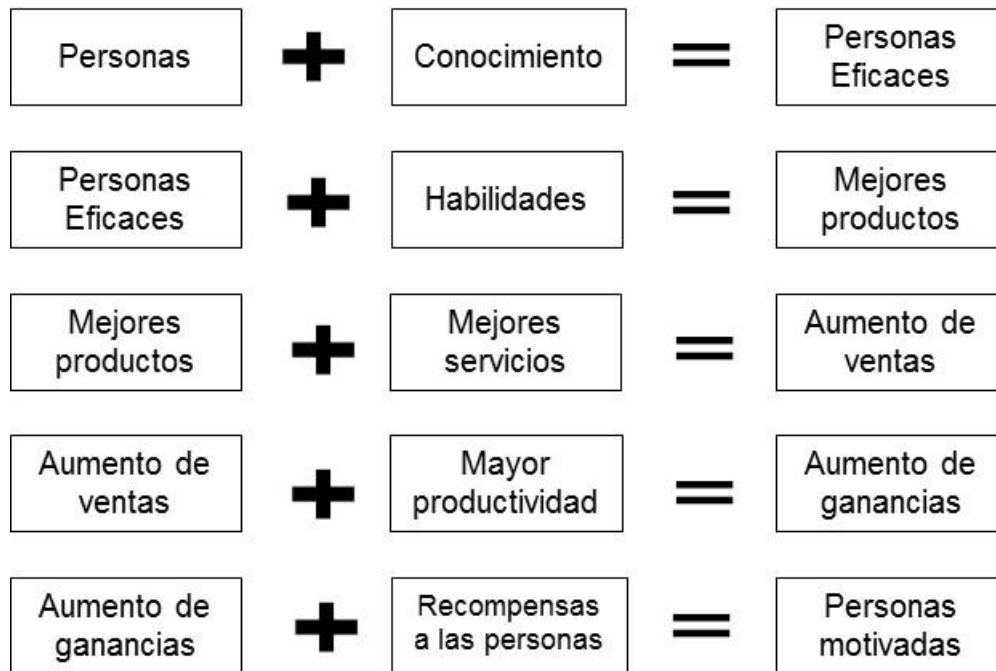 Personas + Conocimiento = Personas Eficaces
Personas Eficaces + Habilidades = Mejores productos
Mejores productos + Mejores servicios = Aumento de ventas
Aumento de ventas + Mayor productividad = Aumento de ganancias
Aumento de ganancias + Recompensas a las personas = Personas motivadas